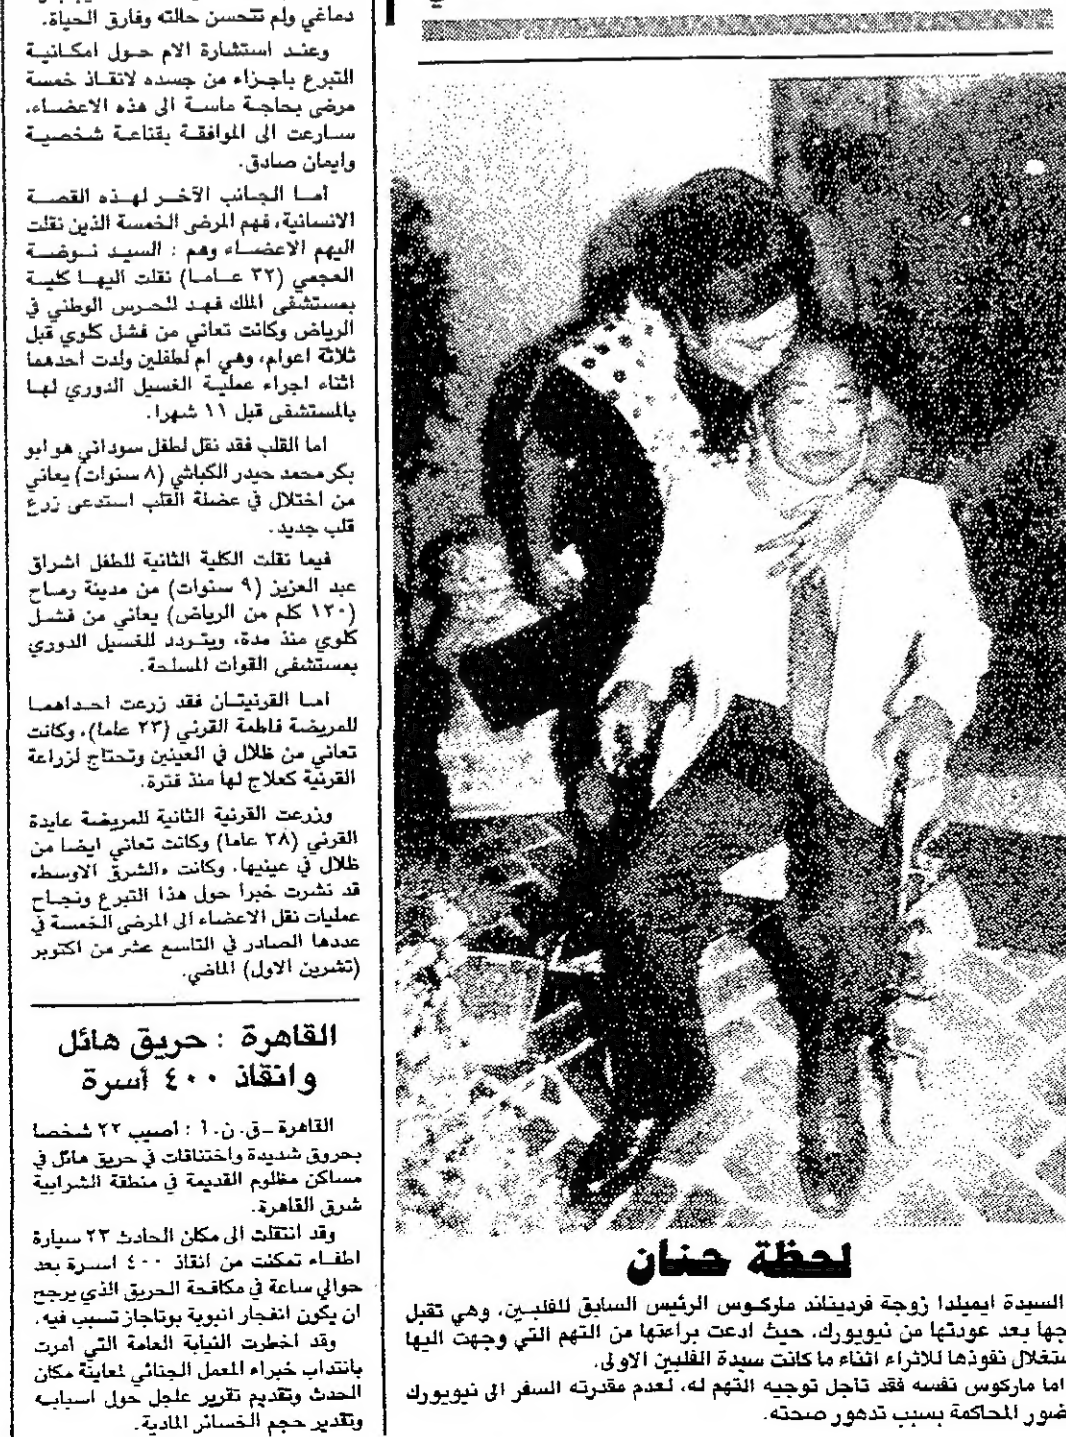 دماغي ولم تتحسن حالته وفارق الحياة.
وعند استشارة الام حول امكانية
التبرع باجزاء من جسده لانقاذ خمسة
مرضى بحاجة ماسة الى هذه الاعضاء،
سارعت الى الموافقة بقناعة شخصية
وايمان صادق.
اما الجانب الآخر لهذه القصة
الانسانية، فهم المرضى الخمسة الذين نقلت
اليهم الاعضاء وهم : السيد نوضة
العجمي (٣٢ عاما) نقلت اليها كلية
بمستشفى الملك فهد للحرس الوطني في
الرياض وكانت تعاني من فشل كلوي قبل
ثلاثة اعوام، وهي ام لطفلين ولدت احدهما
اثناء اجراء عملية الغسيل الدوري لها
بالمستشفى قبل ١١ شهرا.
اما القلب فقد نقل لطفل سوداني هو ابو
بكر محمد حيدر الكباشي (٨ سنوات) يعاني
من اختلال في عضلة القلب استدعى زرع
قلب جديد.
فيما نقلت الكلية الثانية للطفل اشراق
عبد العزيز (٩ سنوات) من مدينة رماح
(١٢٠ كلم من الرياض) يعاني من فشل
كلوي منذ مدة، ويتردد للغسيل الدوري
بمستشفى القوات المسلحة.
اما القرنيتان فقد زرعت احداهما
للمريضة فاطمة القرني (٢٣ عاما)، وكانت
تعاني من ظلال في العينين وتحتاج لزراعة
القرنية كعلاج لها منذ فترة.
وزرعت القرنية الثانية للمريضة عايدة
القرني (٣٨ عاما) وكانت تعاني ايضا من
ظلال في عينيها. وكانت «الشرق الاوسط»
قد نشرت خبرا حول هذا التبرع ونجاح
عمليات نقل الاعضاء الى المرضى الخمسة في
عددها الصادر في التاسع عشر من اكتوبر
(تشرين الاول) الماضي.
القاهرة : حريق هائل
وانقاذ ٤٠٠ أسرة
القاهرة - ق. ن. ا : اصيب ٢٢ شخصا
بحروق شديدة واختناقات في حريق هائل في
مساكن مظلوم القديمة في منطقة الشرابية
شرق القاهرة.
وقد انتقلت الى مكان الحادث ٢٣ سيارة
اطفاء تمكنت من انقاذ ٤٠٠ اسرة بعد
حوالي ساعة في مكافحة الحريق الذي يرجح
ان يكون انفجار انبوبة بوتاجاز تسبب فيه.
وقد اخطرت النيابة العامة التي أمرت
بانتداب خبراء المعمل الجنائي لمعاينة مكان
الحدث وتقديم تقرير عاجل حول اسبابه
وتقدير حجم الخسائر المادية.
لحظة حنان
السيدة ايميلدا زوجة فرديناند ماركوس الرئيس السابق للفلبين، وهي تقبل
جها بعد عودتها من نيويورك، حيث ادعت براءتها من التهم التي وجهت اليها
ستغلال نفوذها للاثراء اثناء ما كانت سيدة الفلبين الاولى.
اما ماركوس نفسه فقد تاجل توجيه التهم له، لعدم مقدرته السفر الى نيويورك
ضور المحاكمة بسبب تدهور صحته.